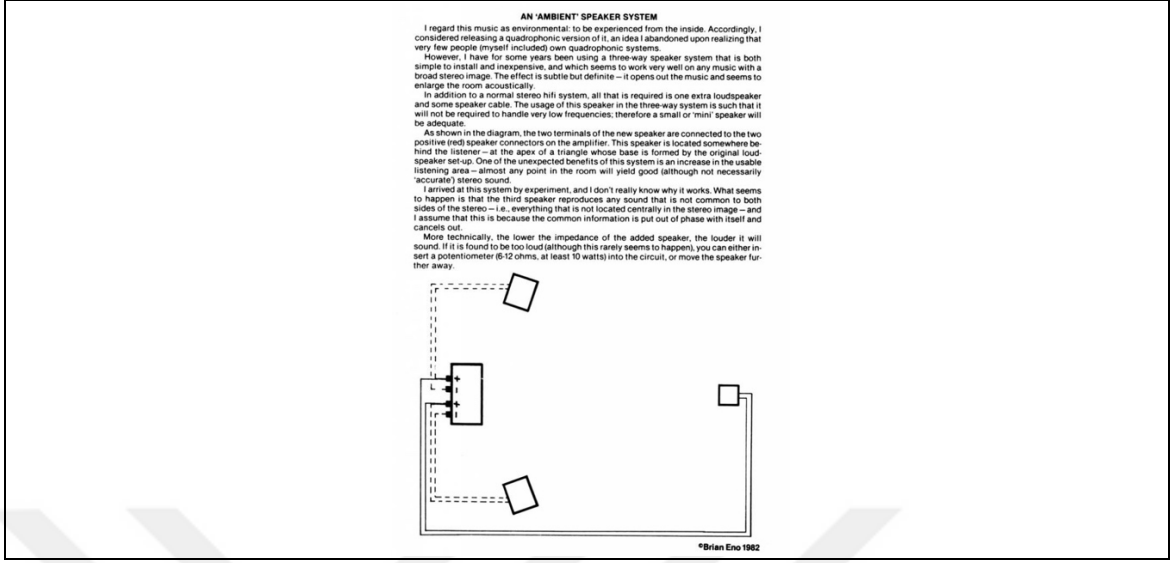 AN 'AMBIENT' SPEAKER SYSTEM
I regard this music as environmental: to be experienced from the inside. Accordingly, I
considered releasing a quadrophonic version of it, an idea I abandoned upon realizing that
very few people (myself included) own quadrophonic systems.
However, I have for some years been using a three-way speaker system that is both
simple to install and inexpensive, and which seems to work very well on any music with a
broad stereo image. The effect is subtle but definite – it opens out the music and seems to
enlarge the room acoustically.
In addition to a normal stereo hifi system, all that is required is one extra loudspeaker
and some speaker cable. The usage of this speaker in the three-way system is such that it
will not be required to handle very low frequencies; therefore a small or 'mini' speaker will
be adequate.
As shown in the diagram, the two terminals of the new speaker are connected to the two
positive (red) speaker connectors on the amplifier. This speaker is located somewhere be-
hind the listener – at the apex of a triangle whose base is formed by the original loud-
speaker set-up. One of the unexpected benefits of this system is an increase in the usable
listening area – almost any point in the room will yield good (although not necessarily
'accurate') stereo sound.
I arrived at this system by experiment, and I don't really know why it works. What seems
to happen is that the third speaker reproduces any sound that is not common to both
sides of the stereo – i.e., everything that is not located centrally in the stereo image – and
I assume that this is because the common information is put out of phase with itself and
cancels out.
More technically, the lower the impedance of the added speaker, the louder it will
sound. If it is found to be too loud (although this rarely seems to happen), you can either in-
sert a potentiometer (6-12 ohms, at least 10 watts) into the circuit, or move the speaker fur-
ther away.
+
|
+
|
©Brian Eno 1982